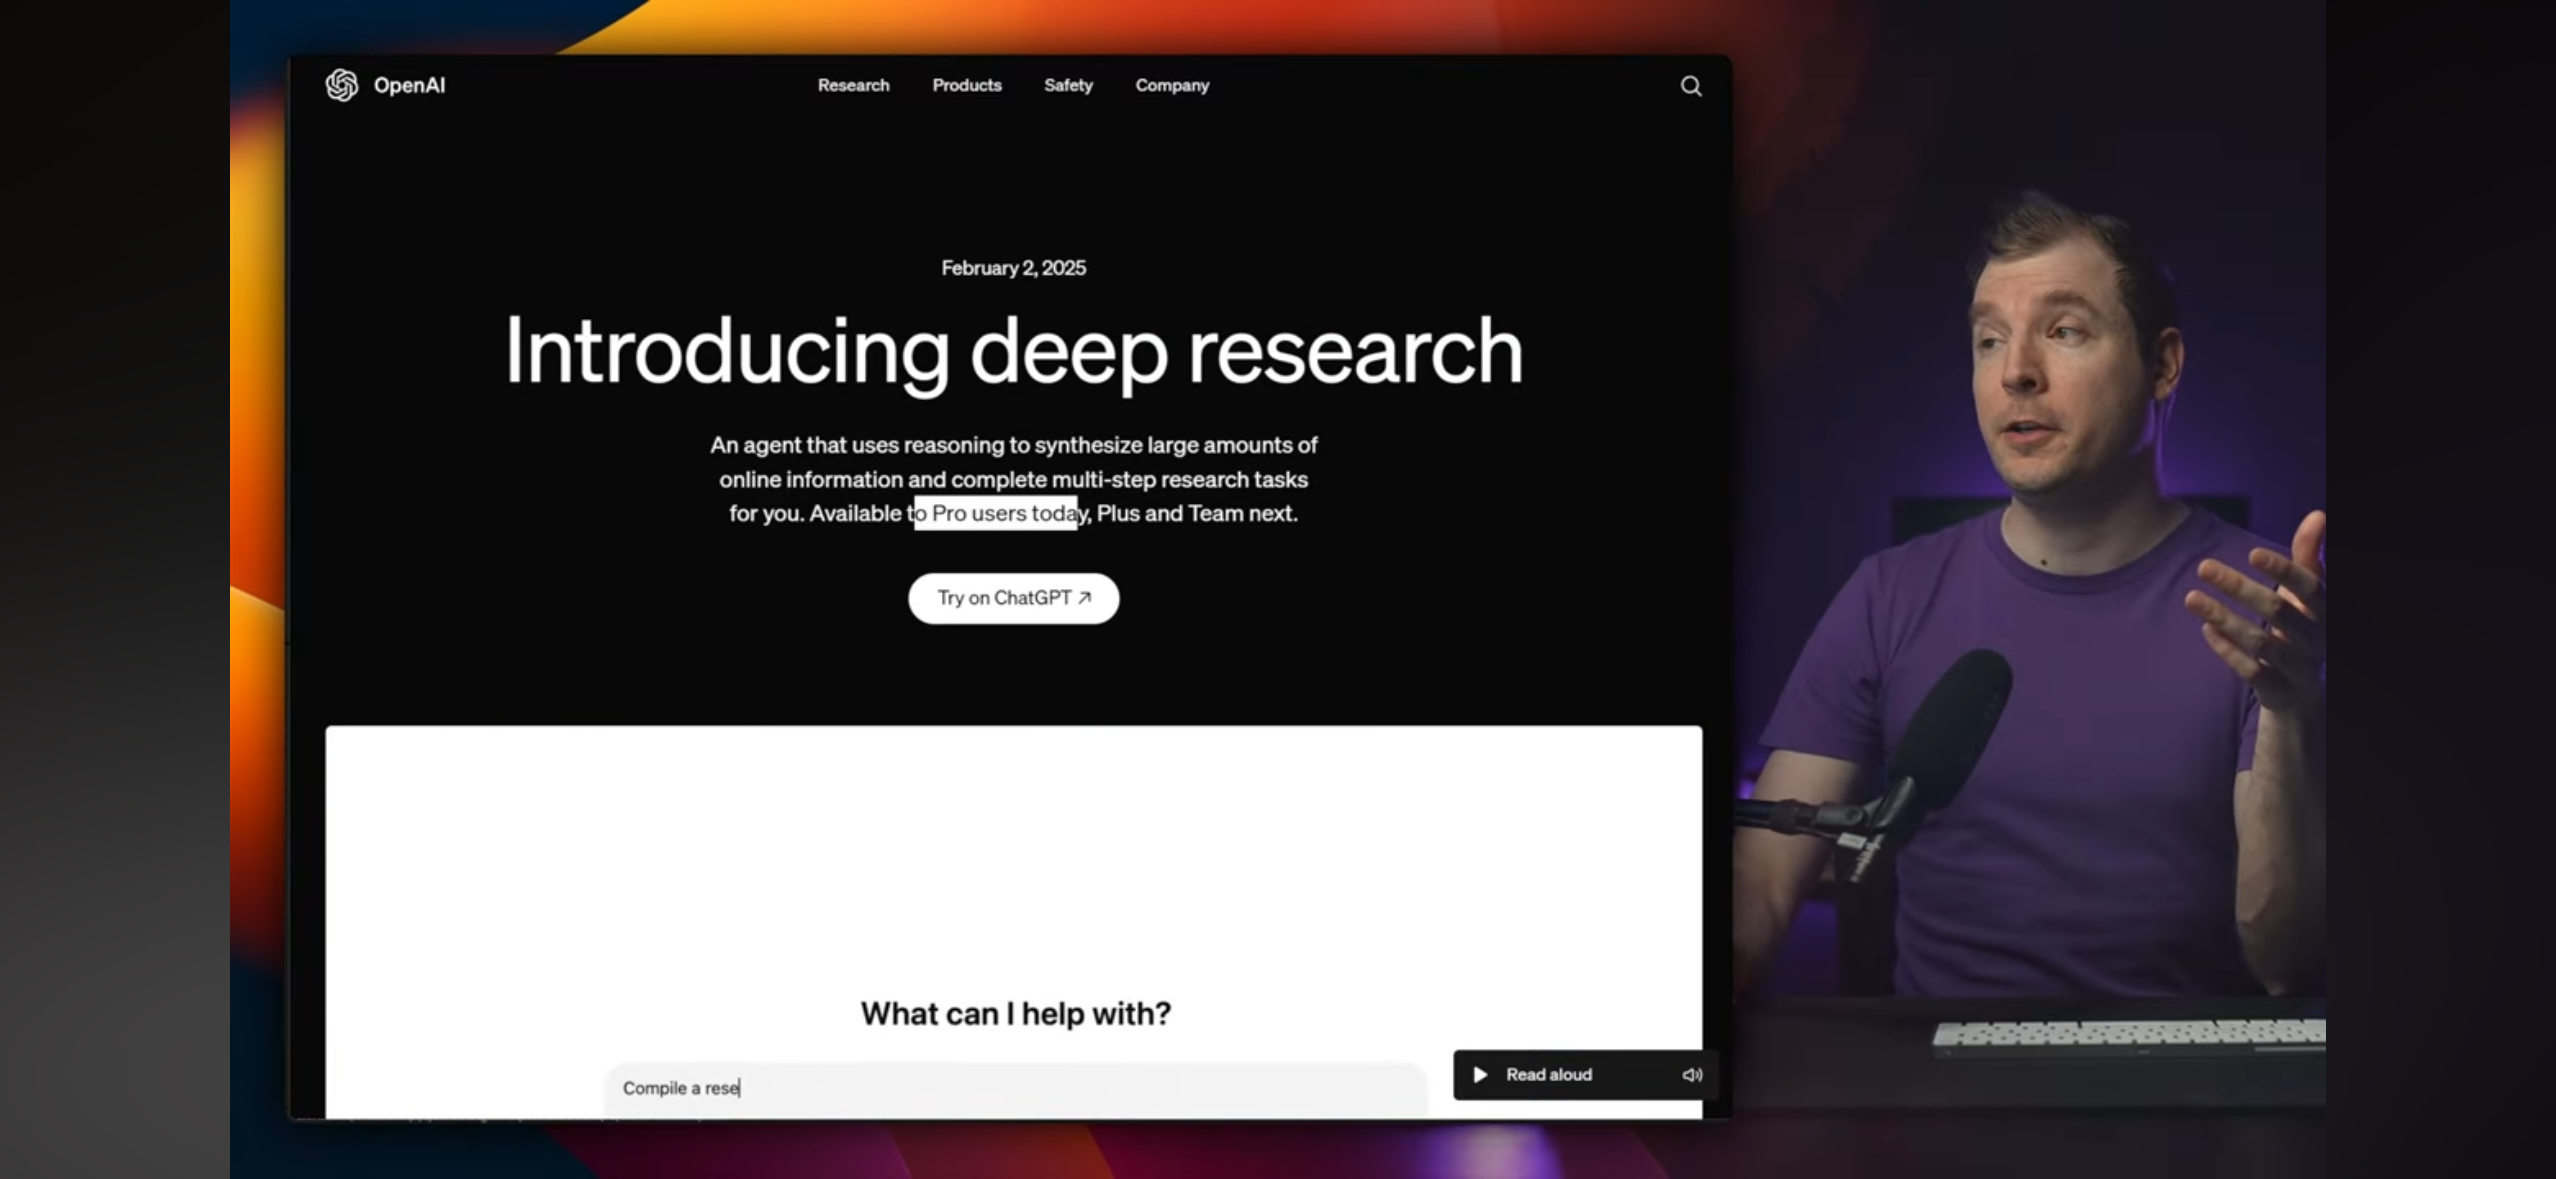 OpenAI
Research
Products
Safety
Company
February 2, 2025
Introducing deep research
An agent that uses reasoning to synthesize large amounts of
online information and complete multi-step research tasks
for you. Available to Pro users today, Plus and Team next.
Try on ChatGPT ↗
What can I help with?
Compile a rese
Read aloud